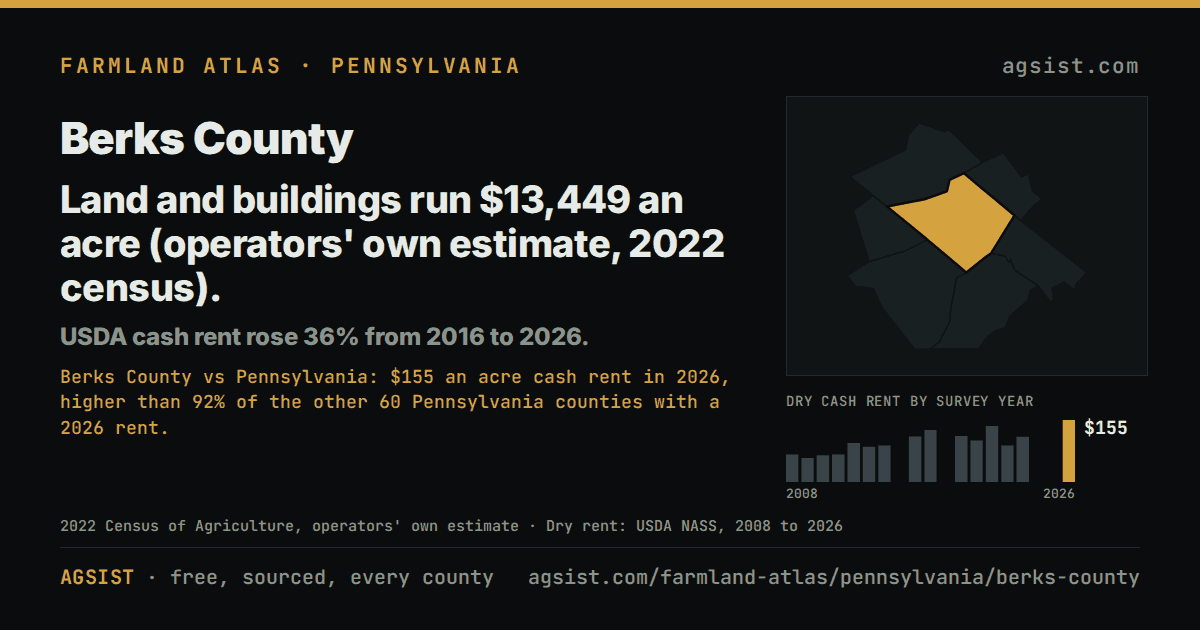 FARMLAND ATLAS · PENNSYLVANIA
agsist.com
Berks County
Land and buildings run $13,449 an
acre (operators' own estimate, 2022
census).
USDA cash rent rose 36% from 2016 to 2026.
Berks County vs Pennsylvania: $155 an acre cash rent in 2026,
higher than 92% of the other 60 Pennsylvania counties with a
2026 rent.
DRY CASH RENT BY SURVEY YEAR
$155
2008
2026
2022 Census of Agriculture, operators' own estimate · Dry rent: USDA NASS, 2008 to 2026
AGSIST · free, sourced, every county
agsist.com/farmland-atlas/pennsylvania/berks-county